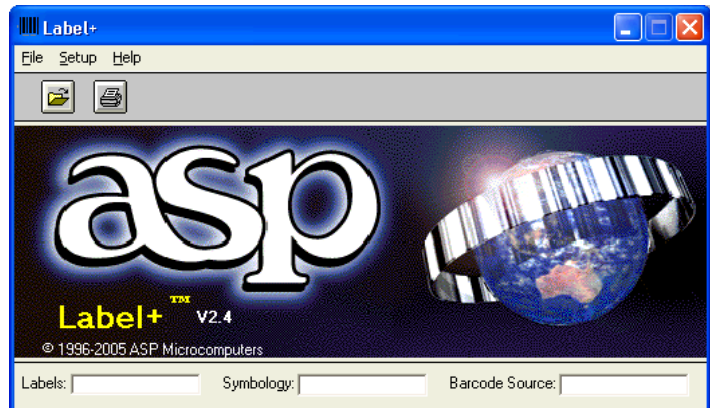 Label+
File Setup Help
asp
Label+™ V2.4
© 1996-2005 ASP Microcomputers
Labels: Symbology: Barcode Source: